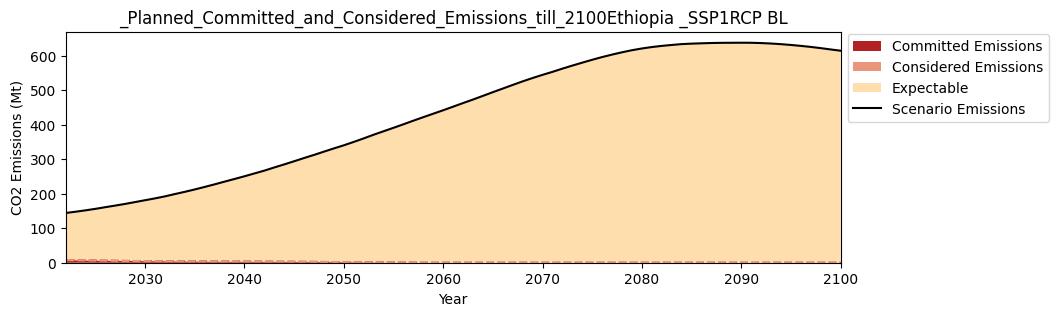 _Planned_Committed_and_Considered_Emissions_till_2100Ethiopia _SSP1RCP BL
Committed Emissions
Considered Emissions
Expectable
Scenario Emissions
CO2 Emissions (Mt)
600
500
400
300
200
100
0
2030
2040
2050
2060
2070
2080
2090
2100
Year